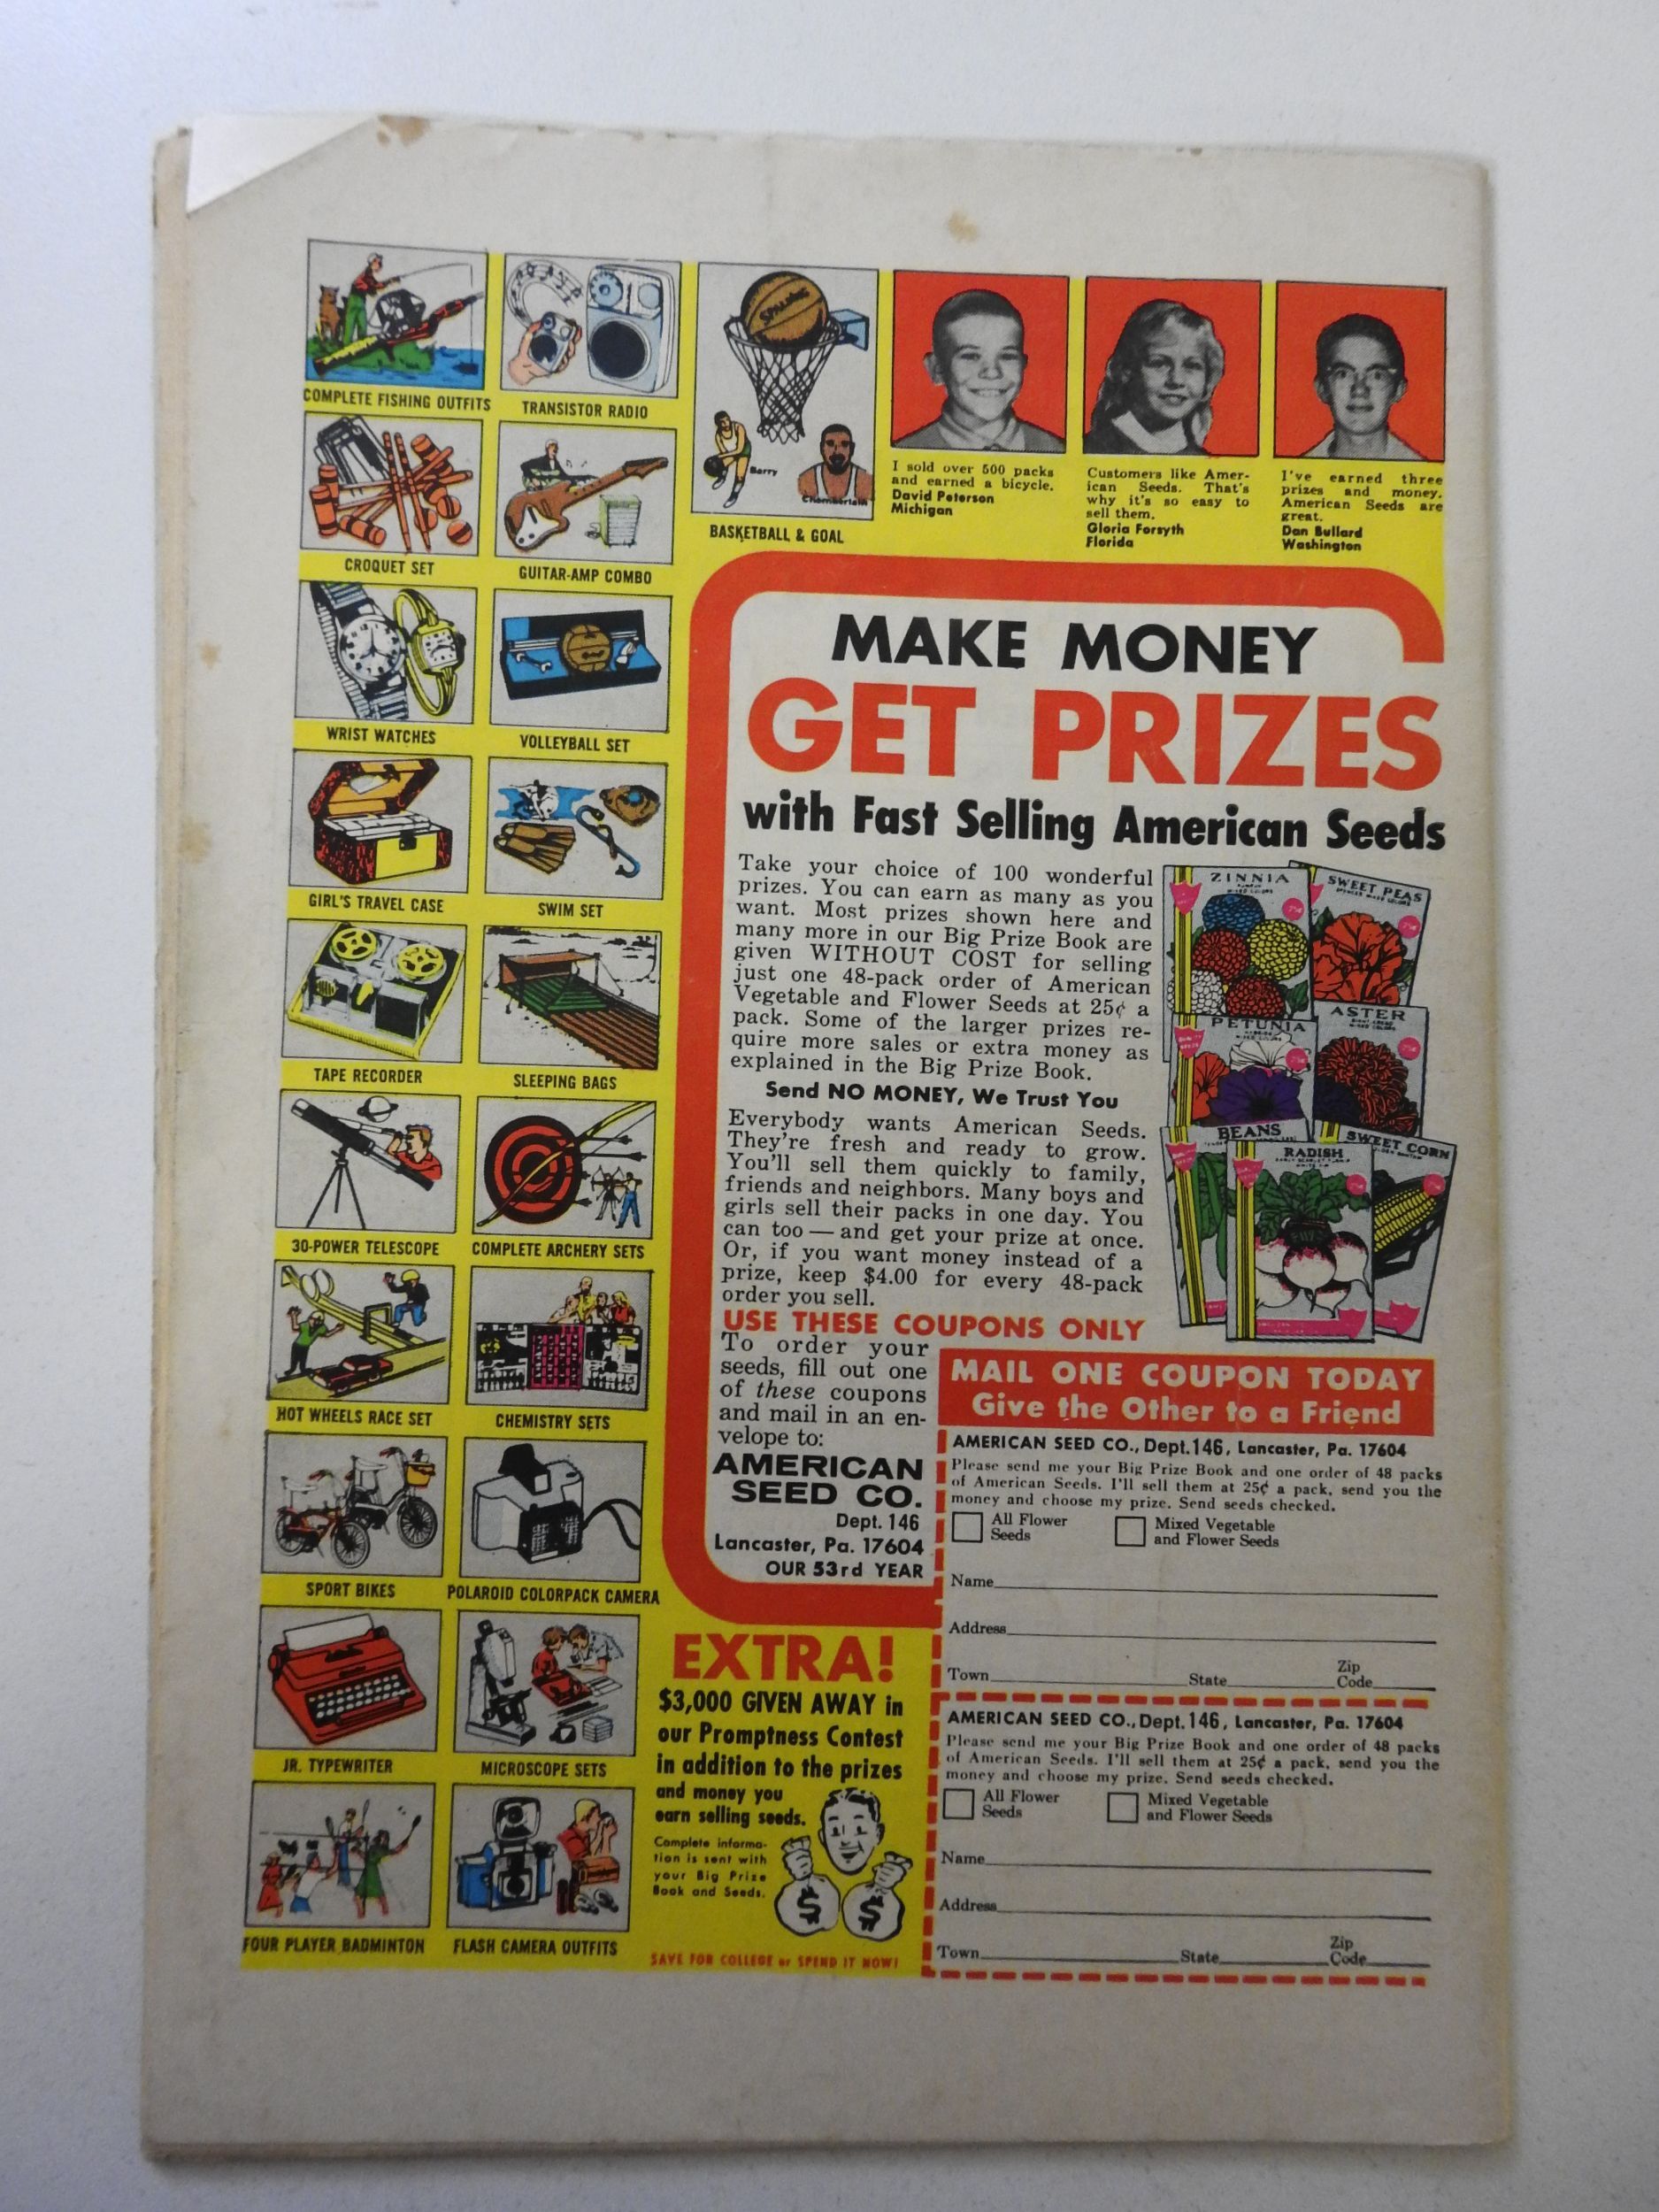 COMPLETE FISHING OUTFITS
TRANSISTOR RADIO
SPALDING
Barry
Chamberlain
BASKETBALL & GOAL
I sold over 500 packs
and earned a bicycle.
David Peterson
Michigan
Customers like Amer-
ican Seeds. That's
why it's so easy to
sell them.
Gloria Forsyth
Florida
I've earned three
prizes and money.
American Seeds are
great.
Dan Bullard
Washington
CROQUET SET
GUITAR-AMP COMBO
WRIST WATCHES
VOLLEYBALL SET
GIRL'S TRAVEL CASE
SWIM SET
TAPE RECORDER
SLEEPING BAGS
30-POWER TELESCOPE
COMPLETE ARCHERY SETS
HOT WHEELS RACE SET
CHEMISTRY SETS
SPORT BIKES
POLAROID COLORPACK CAMERA
JR. TYPEWRITER
MICROSCOPE SETS
FOUR PLAYER BADMINTON
FLASH CAMERA OUTFITS
MAKE MONEY
GET PRIZES
with Fast Selling American Seeds
Take your choice of 100 wonderful
prizes. You can earn as many as you
want. Most prizes shown here and
many more in our Big Prize Book are
given WITHOUT COST for selling
just one 48-pack order of American
Vegetable and Flower Seeds at 25¢ a
pack. Some of the larger prizes re-
quire more sales or extra money as
explained in the Big Prize Book.
Send NO MONEY, We Trust You
Everybody wants American Seeds.
They're fresh and ready to grow.
You'll sell them quickly to family,
friends and neighbors. Many boys and
girls sell their packs in one day. You
can too — and get your prize at once.
Or, if you want money instead of a
prize, keep $4.00 for every 48-pack
order you sell.
ZINNIA
SWEET PEAS
PETUNIA
ASTER
BEANS
RADISH
SWEET CORN
USE THESE COUPONS ONLY
To order your
seeds, fill out one
of these coupons
and mail in an en-
velope to:
AMERICAN
SEED CO.
Dept. 146
Lancaster, Pa. 17604
OUR 53rd YEAR
MAIL ONE COUPON TODAY
Give the Other to a Friend
AMERICAN SEED CO., Dept. 146, Lancaster, Pa. 17604
Please send me your Big Prize Book and one order of 48 packs
of American Seeds. I'll sell them at 25¢ a pack, send you the
money and choose my prize. Send seeds checked.
All Flower
Seeds
Mixed Vegetable
and Flower Seeds
Name
Address
Town State Zip
Code
AMERICAN SEED CO., Dept. 146, Lancaster, Pa. 17604
Please send me your Big Prize Book and one order of 48 packs
of American Seeds. I'll sell them at 25¢ a pack, send you the
money and choose my prize. Send seeds checked.
All Flower
Seeds
Mixed Vegetable
and Flower Seeds
Name
Address
Town State Zip
Code
EXTRA!
$3,000 GIVEN AWAY in
our Promptness Contest
in addition to the prizes
and money you
earn selling seeds.
Complete informa-
tion is sent with
your Big Prize
Book and Seeds.
$ $
SAVE FOR COLLEGE or SPEND IT NOW!